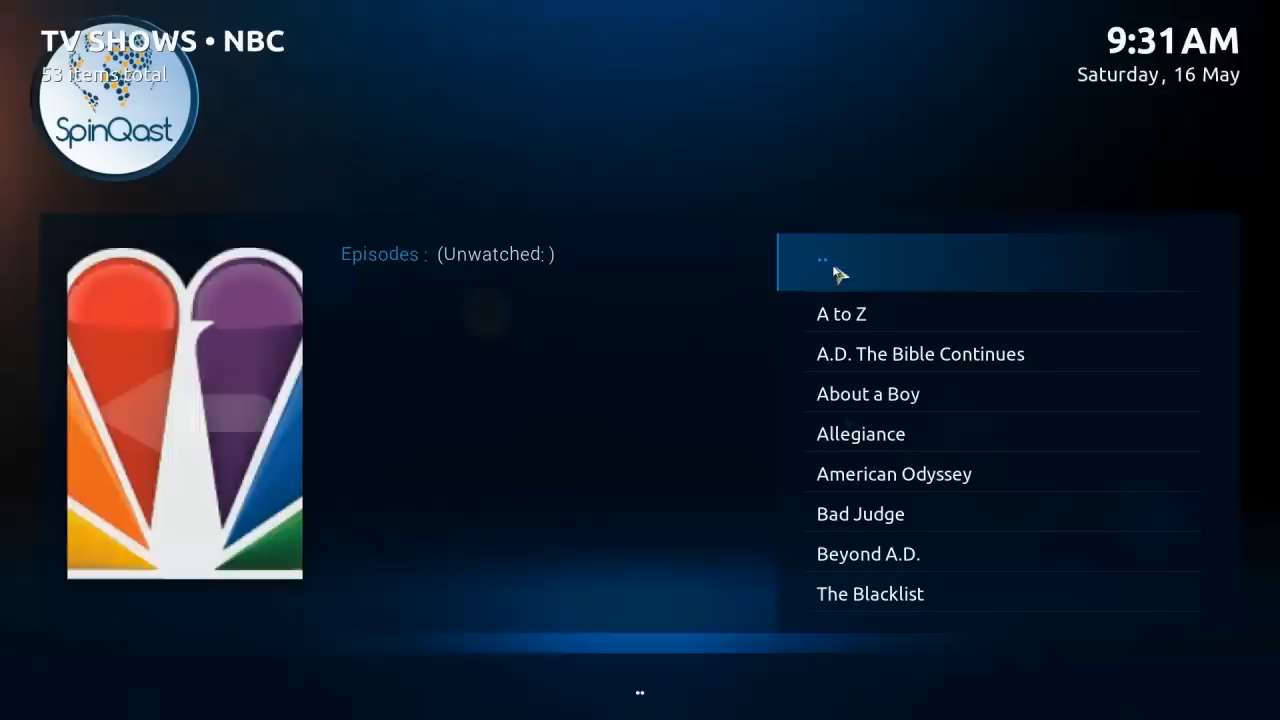 TV SHOWS • NBC
53 items total
SpinQast
9:31 AM
Saturday, 16 May
Episodes : (Unwatched: )
..
A to Z
A.D. The Bible Continues
About a Boy
Allegiance
American Odyssey
Bad Judge
Beyond A.D.
The Blacklist
..